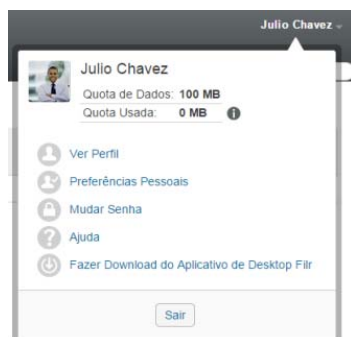 Julio Chavez
Julio Chavez
Quota de Dados: 100 MB
Quota Usada: 0 MB
Ver Perfil
Preferências Pessoais
Mudar Senha
Ajuda
Fazer Download do Aplicativo de Desktop Filr
Sair